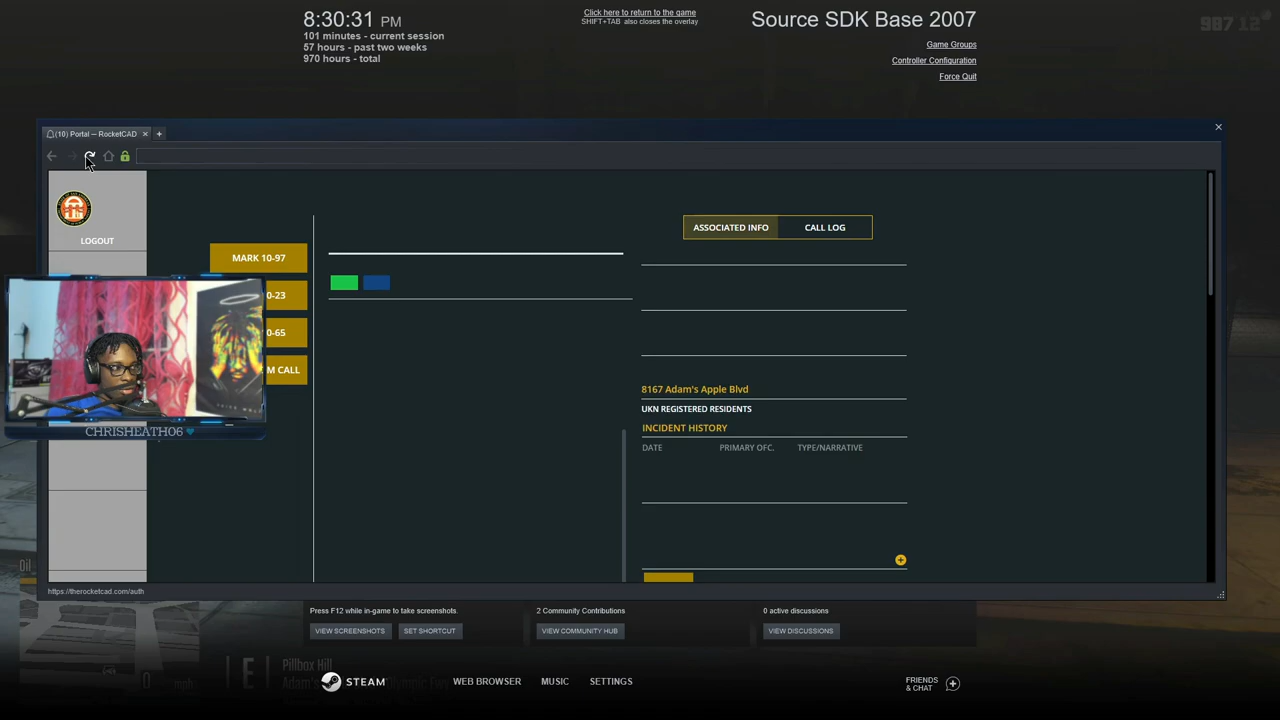 8:30:31 PM
101 minutes - current session
57 hours - past two weeks
970 hours - total
Click here to return to the game
SHIFT+TAB also closes the overlay
Source SDK Base 2007
Game Groups
Controller Configuration
Force Quit
987 12
(10) Portal — RocketCAD
LOGOUT
MARK 10-97
0-23
0-65
M CALL
ASSOCIATED INFO
CALL LOG
8167 Adam's Apple Blvd
UKN REGISTERED RESIDENTS
INCIDENT HISTORY
DATE PRIMARY OFC. TYPE/NARRATIVE
CHRISHEATH06
https://therocketcad.com/auth
Press F12 while in-game to take screenshots.
VIEW SCREENSHOTS
SET SHORTCUT
2 Community Contributions
VIEW COMMUNITY HUB
0 active discussions
VIEW DISCUSSIONS
Oil
0 mph
E
Pillbox Hill
STEAM
WEB BROWSER
MUSIC
SETTINGS
FRIENDS
& CHAT